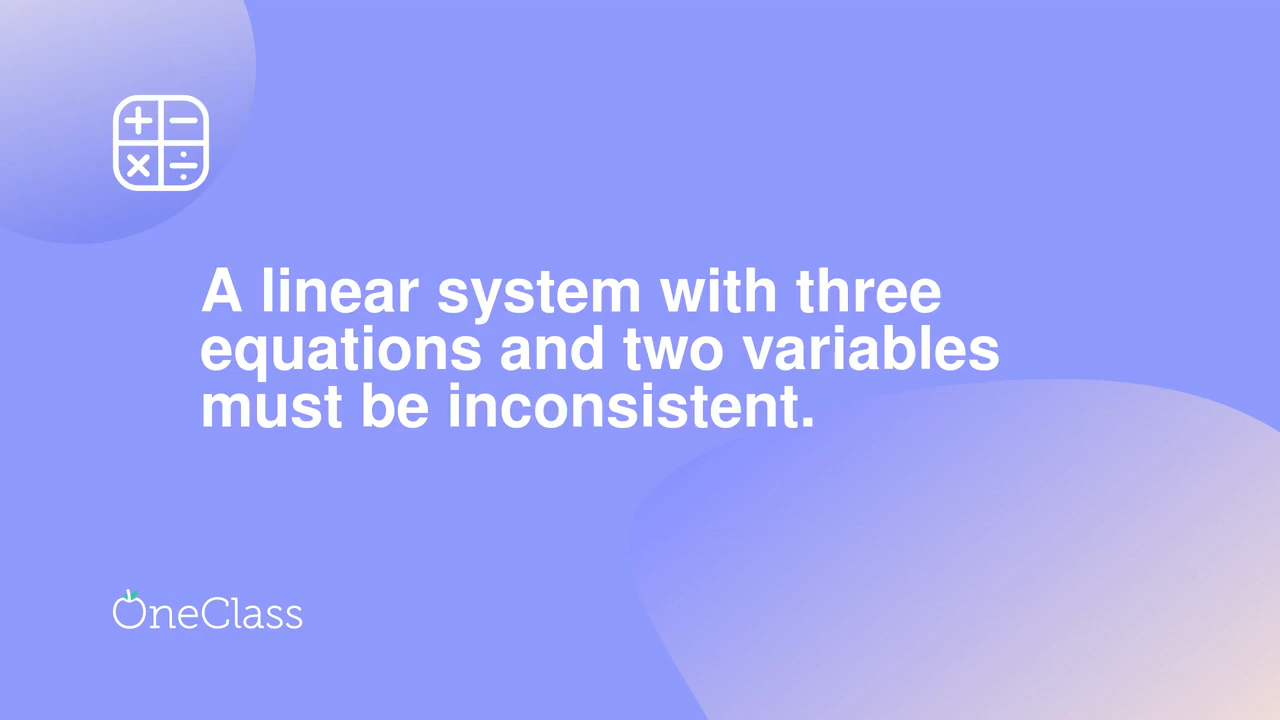 A linear system with three
equations and two variables
must be inconsistent.
OneClass